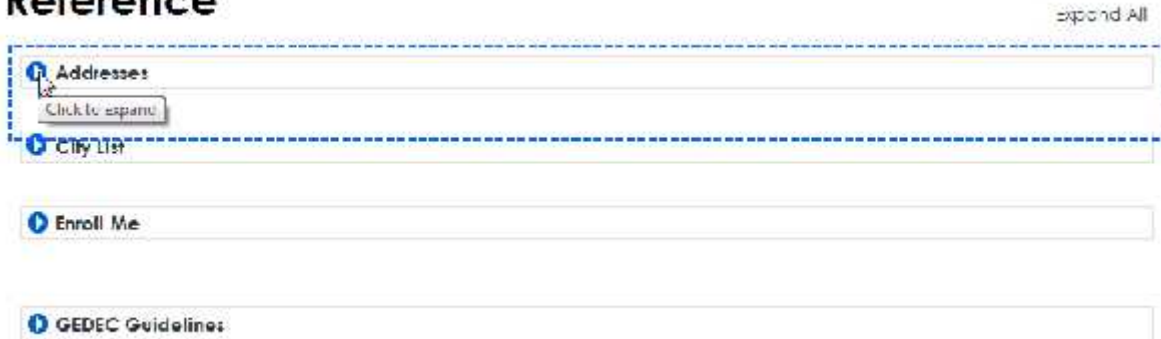 Reference
Expand All
Addresses
Click to expand
City List
Enroll Me
GEDEC Guidelines